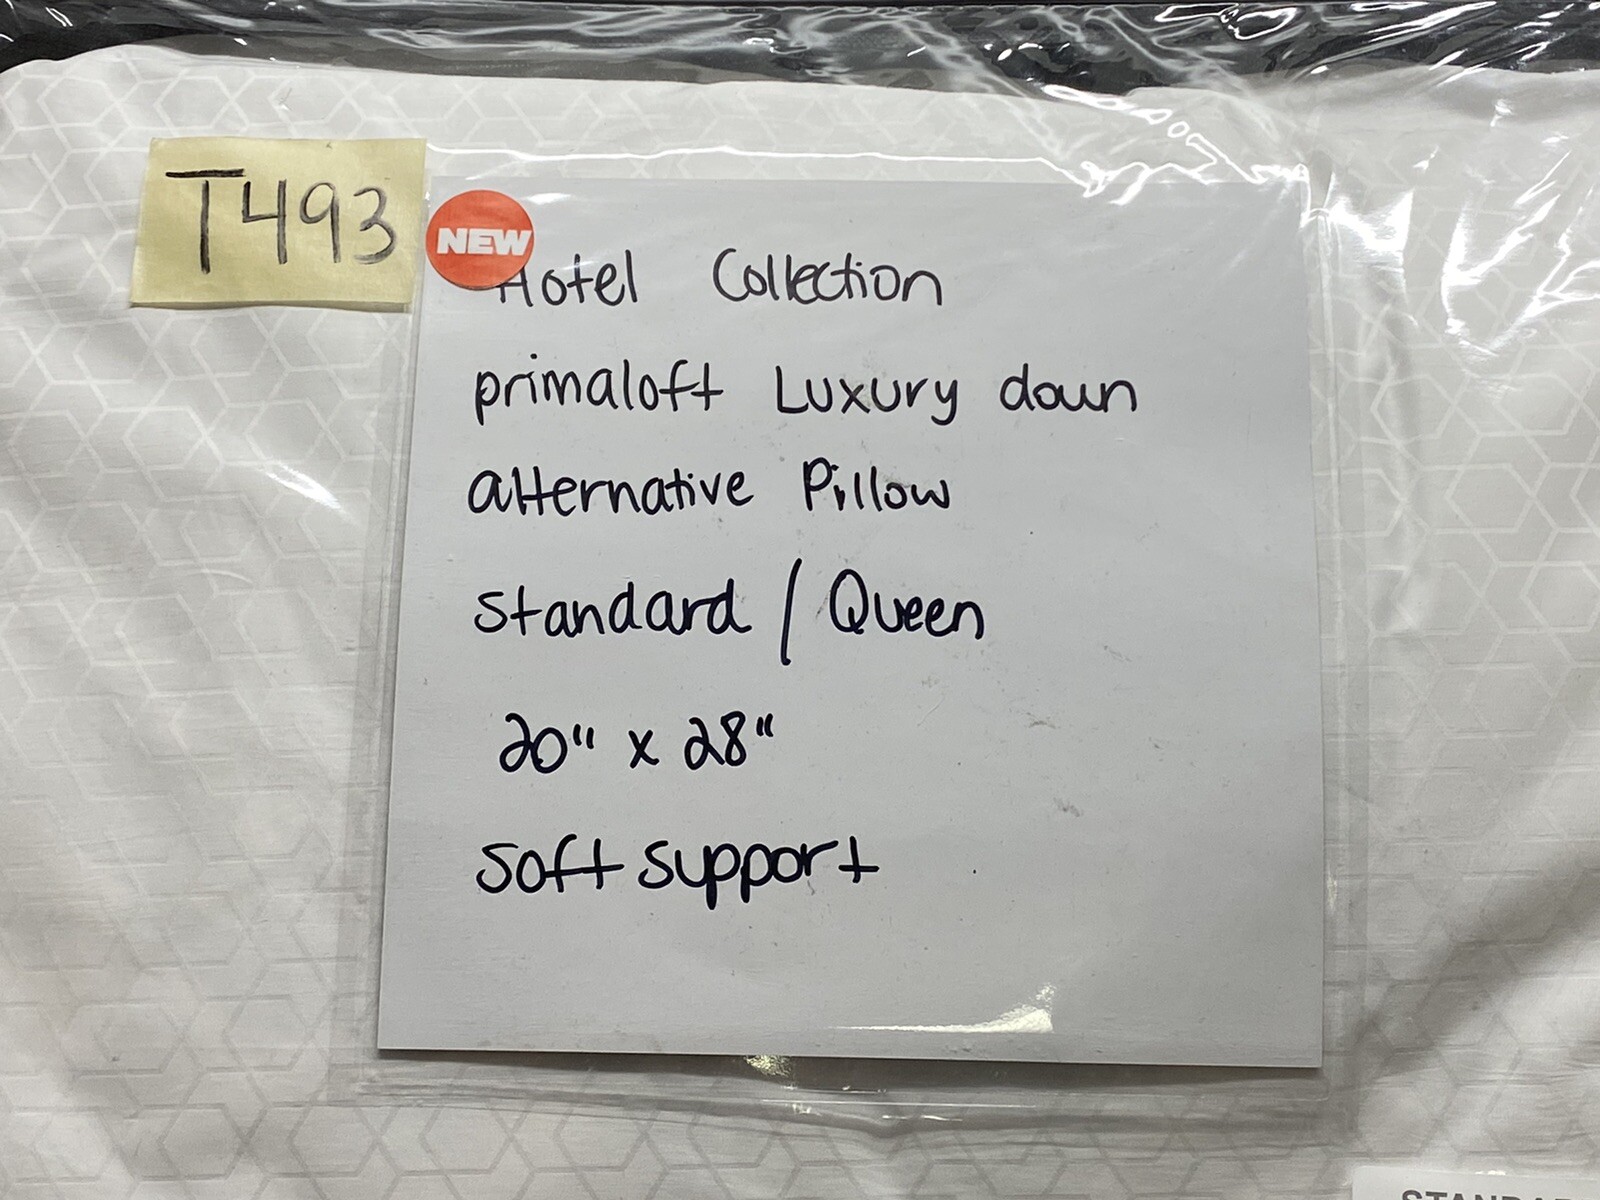 T493
NEW
Hotel Collection
primaloft Luxury down
alternative Pillow
Standard / Queen
20" x 28"
Soft support